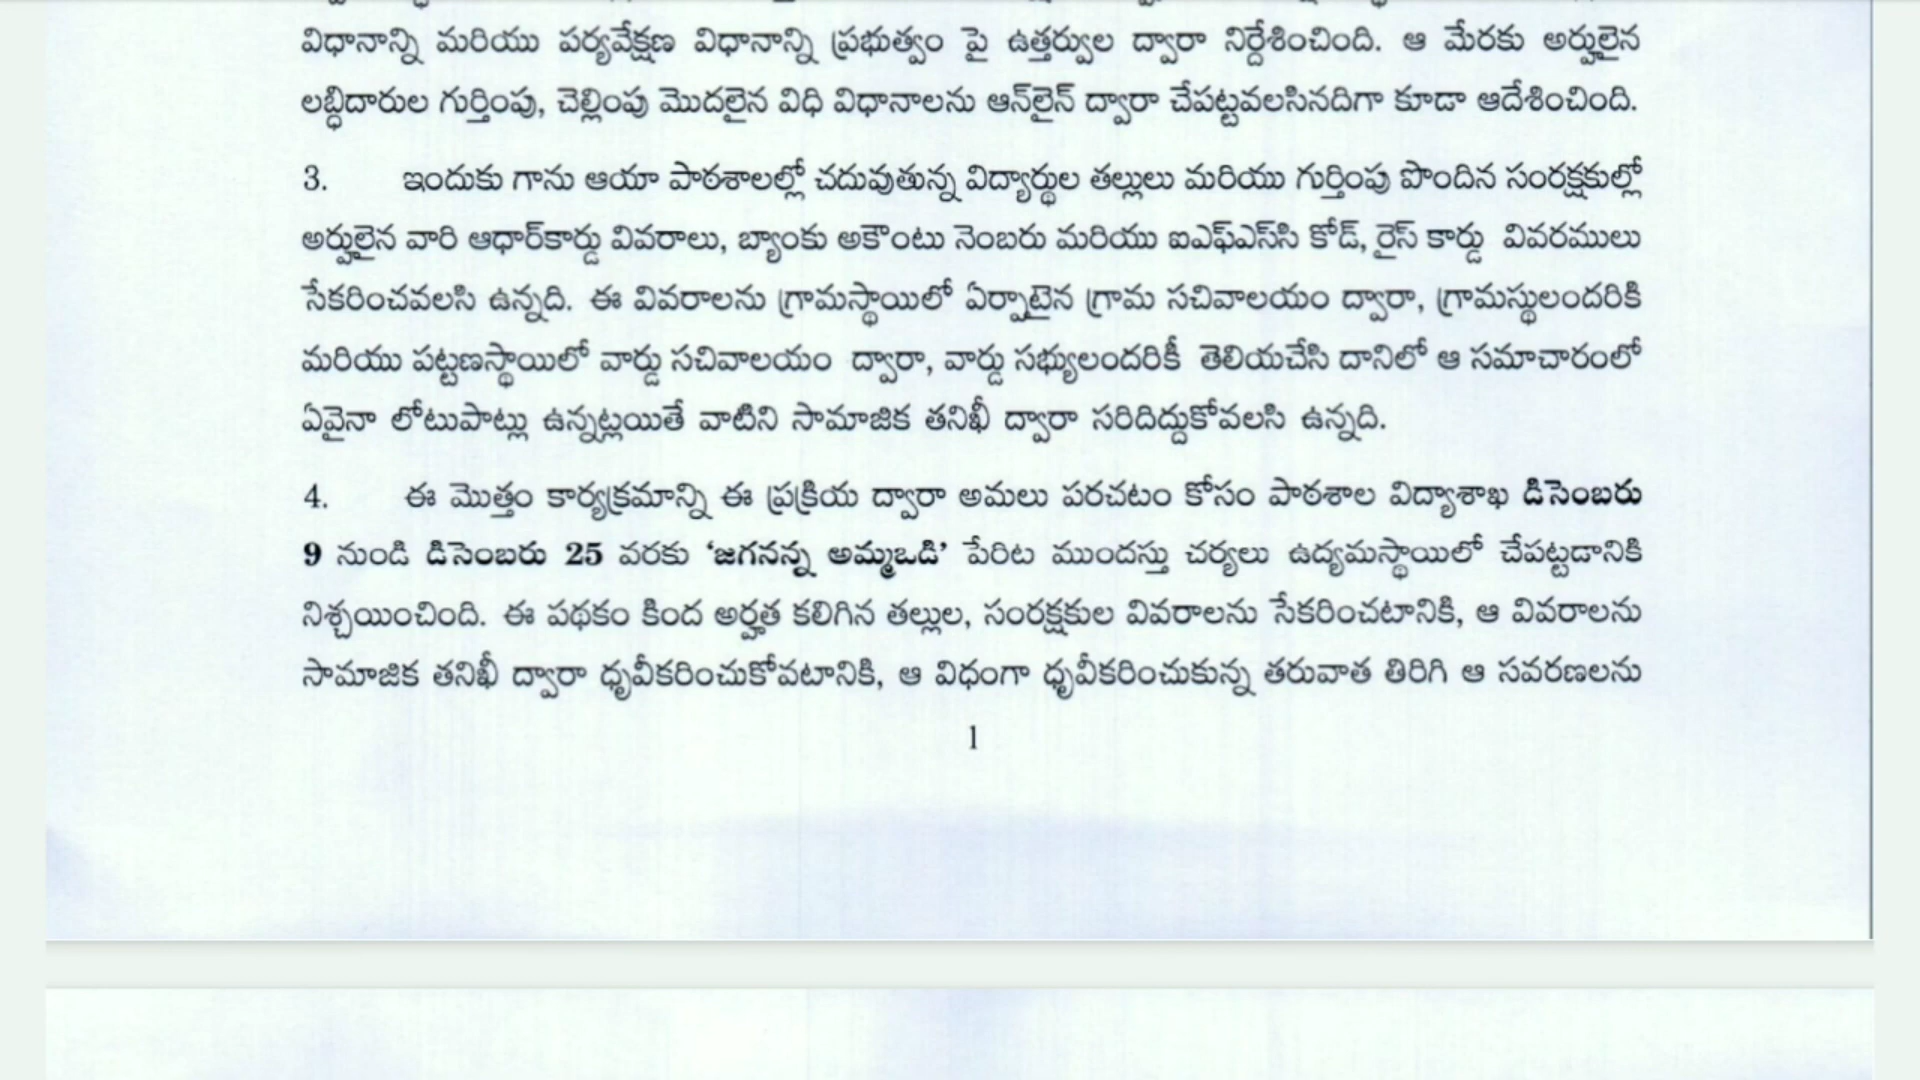 విధానాన్ని మరియు పర్యవేక్షణ విధానాన్ని ప్రభుత్వం పై ఉత్తర్వుల ద్వారా నిర్దేశించింది. ఆ మేరకు అర్హులైన
లబ్ధిదారుల గుర్తింపు, చెల్లింపు మొదలైన విధి విధానాలను ఆన్‌లైన్ ద్వారా చేపట్టవలసినదిగా కూడా ఆదేశించింది.
3. ఇందుకు గాను ఆయా పాఠశాలల్లో చదువుతున్న విద్యార్థుల తల్లులు మరియు గుర్తింపు పొందిన సంరక్షకుల్లో
అర్హులైన వారి ఆధార్‌కార్డు వివరాలు, బ్యాంకు అకౌంటు నెంబరు మరియు ఐఎఫ్ఎస్‌సి కోడ్, రైస్ కార్డు వివరములు
సేకరించవలసి ఉన్నది. ఈ వివరాలను గ్రామస్థాయిలో ఏర్పాటైన గ్రామ సచివాలయం ద్వారా, గ్రామస్థులందరికి
మరియు పట్టణస్థాయిలో వార్డు సచివాలయం ద్వారా, వార్డు సభ్యులందరికీ తెలియచేసి దానిలో ఆ సమాచారంలో
ఏవైనా లోటుపాట్లు ఉన్నట్లయితే వాటిని సామాజిక తనిఖీ ద్వారా సరిదిద్దుకోవలసి ఉన్నది.
4. ఈ మొత్తం కార్యక్రమాన్ని ఈ ప్రక్రియ ద్వారా అమలు పరచటం కోసం పాఠశాల విద్యాశాఖ డిసెంబరు
9 నుండి డిసెంబరు 25 వరకు ‘జగనన్న అమ్మఒడి’ పేరిట ముందస్తు చర్యలు ఉద్యమస్థాయిలో చేపట్టడానికి
నిశ్చయించింది. ఈ పథకం కింద అర్హత కలిగిన తల్లుల, సంరక్షకుల వివరాలను సేకరించటానికి, ఆ వివరాలను
సామాజిక తనిఖీ ద్వారా ధృవీకరించుకోవటానికి, ఆ విధంగా ధృవీకరించుకున్న తరువాత తిరిగి ఆ సవరణలను
1